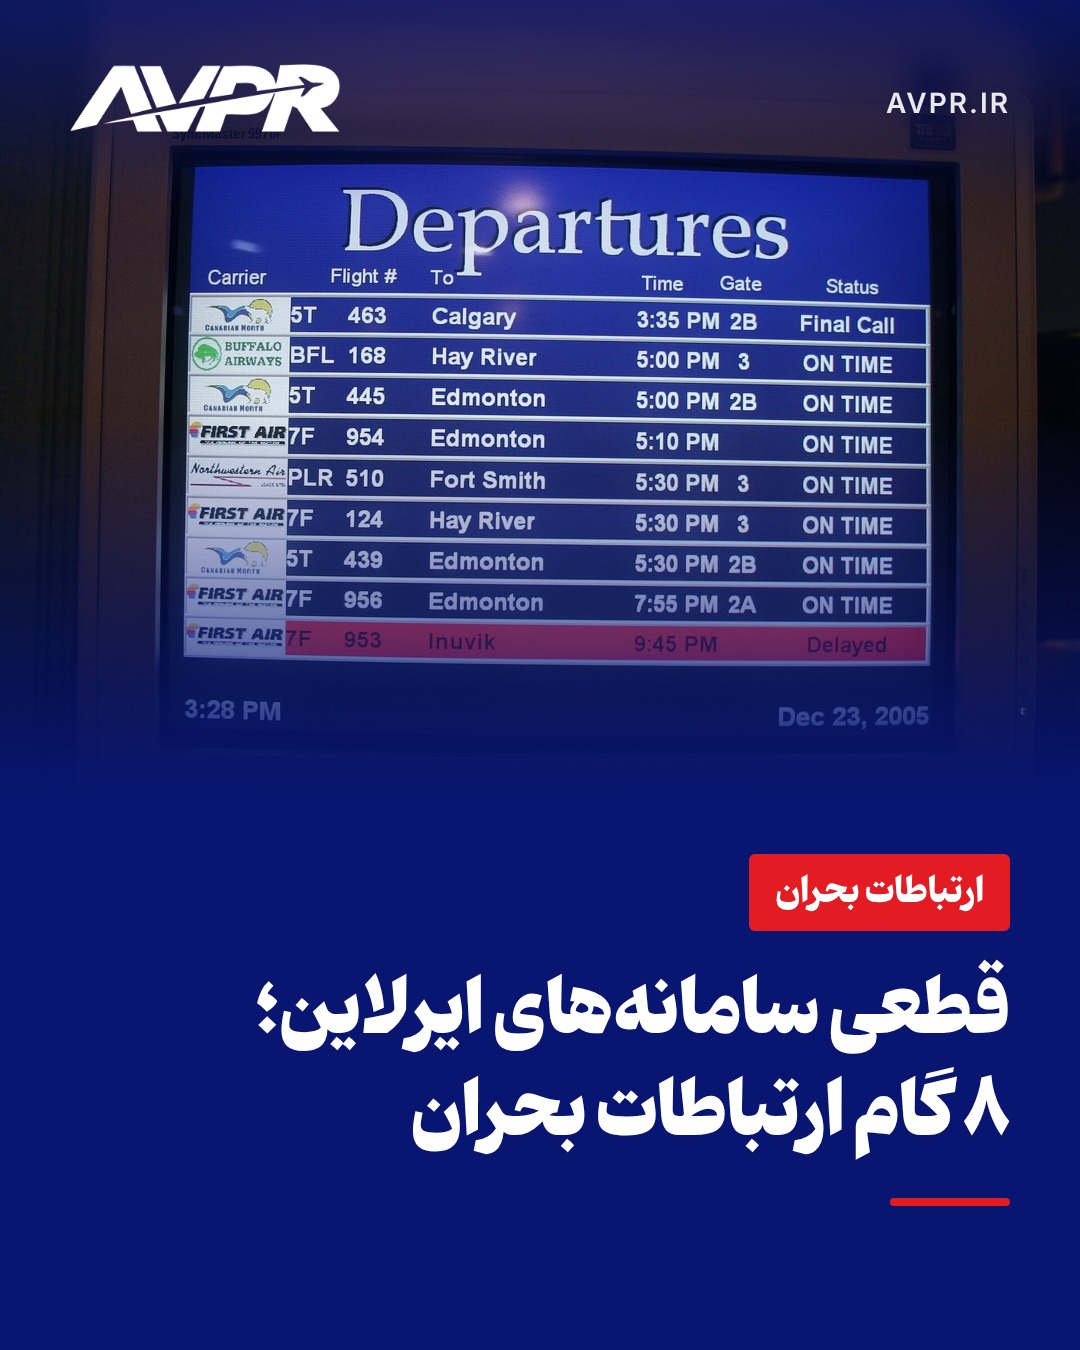 AVPR
AVPR.IR
Departures
Carrier Flight # To Time Gate Status
CANADIAN NORTH 5T 463 Calgary 3:35 PM 2B Final Call
BUFFALO AIRWAYS BFL 168 Hay River 5:00 PM 3 ON TIME
CANADIAN NORTH 5T 445 Edmonton 5:00 PM 2B ON TIME
FIRST AIR 7F 954 Edmonton 5:10 PM ON TIME
Northwestern Air PLR 510 Fort Smith 5:30 PM 3 ON TIME
FIRST AIR 7F 124 Hay River 5:30 PM 3 ON TIME
CANADIAN NORTH 5T 439 Edmonton 5:30 PM 2B ON TIME
FIRST AIR 7F 956 Edmonton 7:55 PM 2A ON TIME
FIRST AIR 7F 953 Inuvik 9:45 PM Delayed
3:28 PM Dec 23, 2005
ارتباطات بحران
قطعی سامانه‌های ایرلاین؛
۸ گام ارتباطات بحران